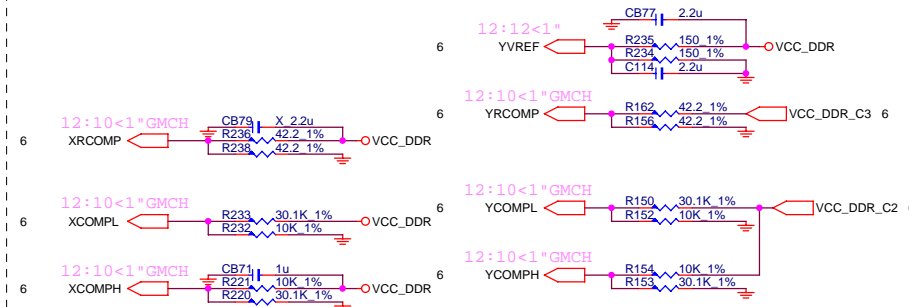 CB77 2.2u
12:12<1"
6 YVREF R235 150_1% VCC_DDR
R234 150_1%
C114 2.2u
12:10<1"GMCH
6 YRCOMP R162 42.2_1% VCC_DDR_C3 6
R156 42.2_1%
12:10<1"GMCH
CB79 X_2.2u
6 XRCOMP R236 42.2_1% VCC_DDR
R238 42.2_1%
12:10<1"GMCH
6 XCOMPL R233 30.1K_1% VCC_DDR
R232 10K_1%
12:10<1"GMCH
6 YCOMPL R150 30.1K_1% VCC_DDR_C2
R152 10K_1%
12:10<1"GMCH
CB71 1u
6 XCOMPH R221 10K_1% VCC_DDR
R220 30.1K_1%
12:10<1"GMCH
6 YCOMPH R154 10K_1%
R153 30.1K_1%